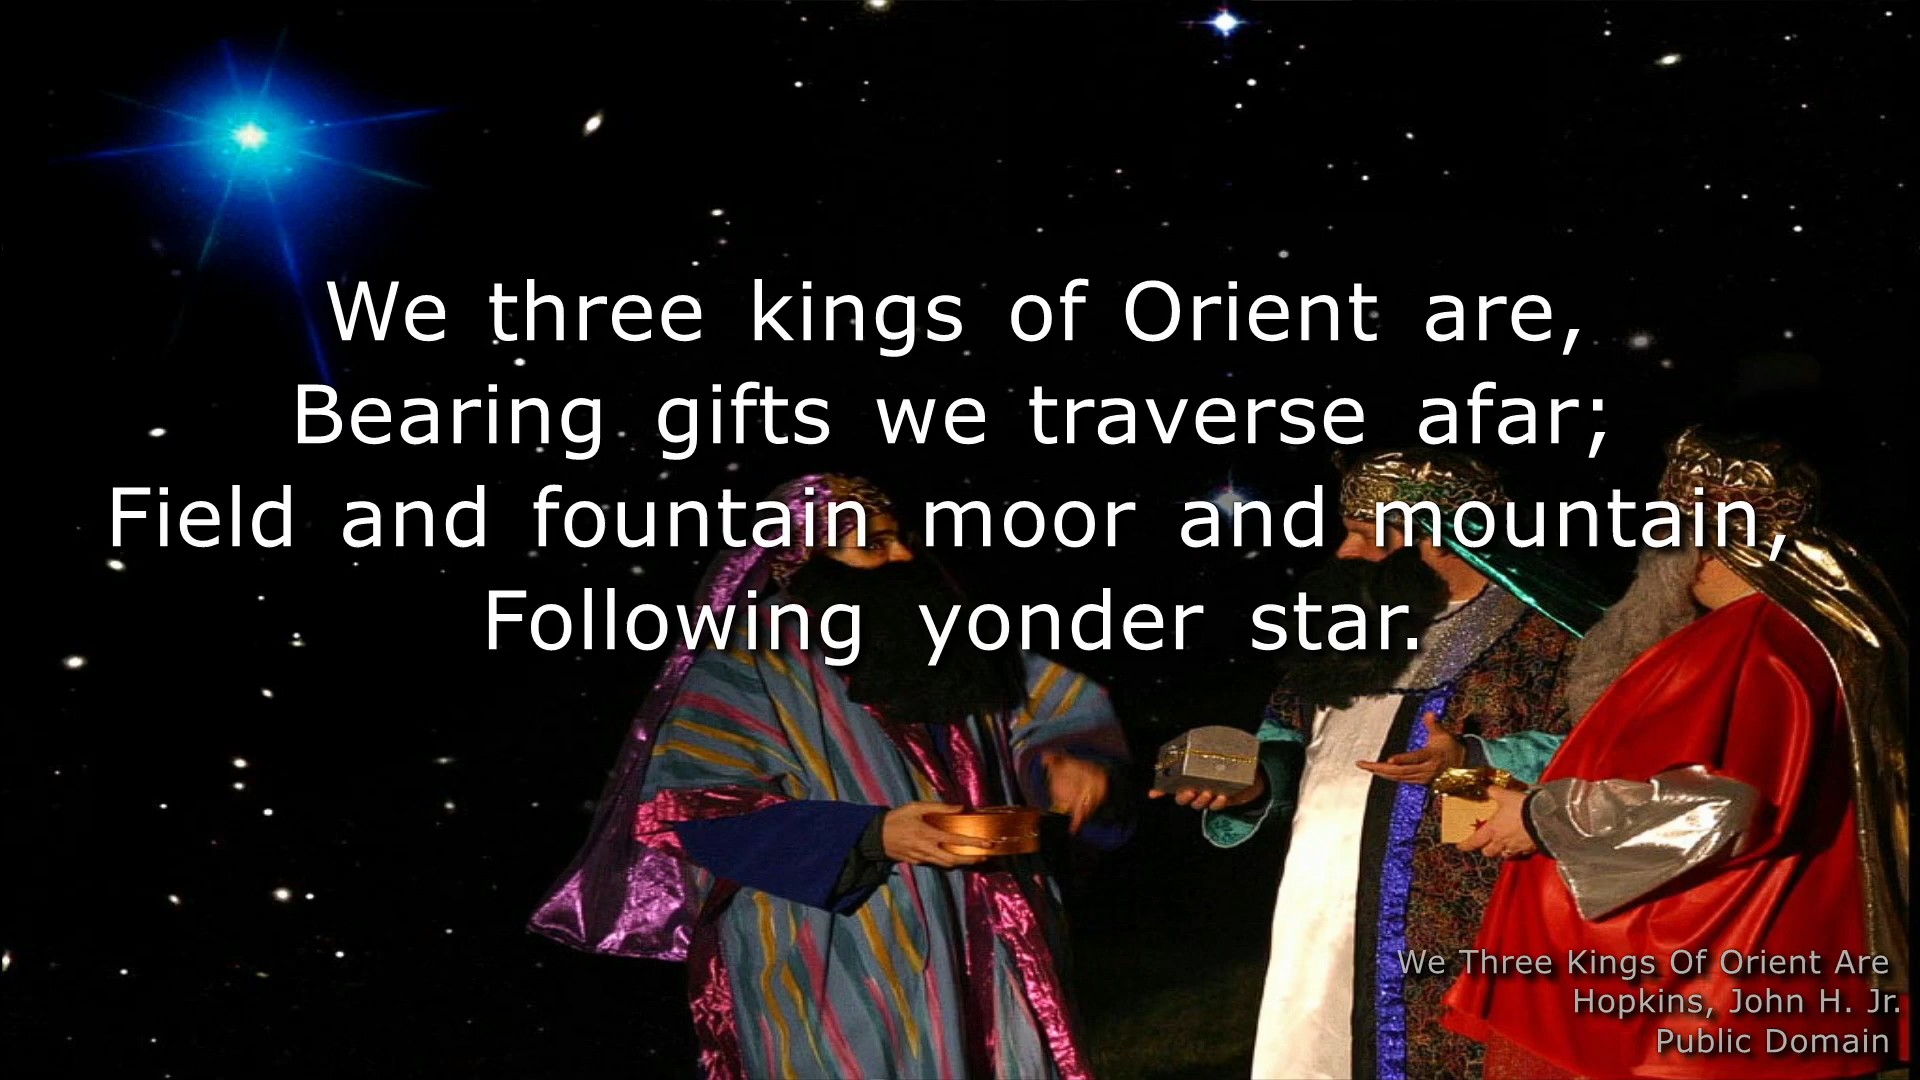 We three kings of Orient are,
Bearing gifts we traverse afar;
Field and fountain moor and mountain,
Following yonder star.
We Three Kings Of Orient Are
Hopkins, John H. Jr.
Public Domain